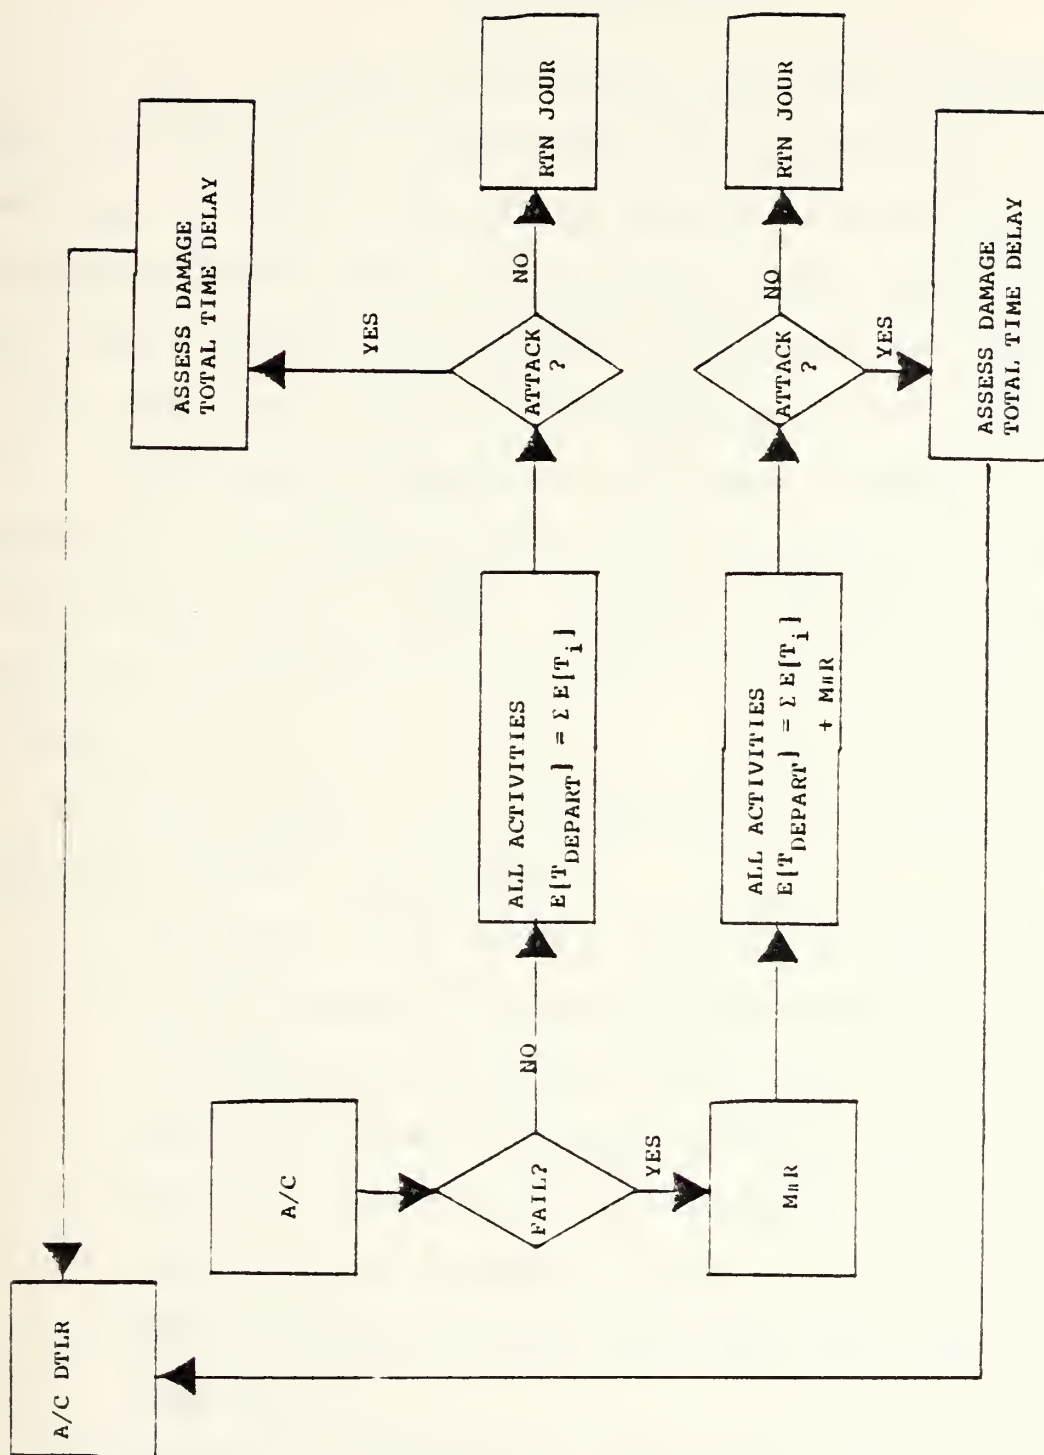 A/C DTLR
A/C
FAIL?
NO
YES
M&R
ALL ACTIVITIES
E[T_DEPART] = Σ E[T_i]
ATTACK
?
YES
NO
RTN JOUR
ASSESS DAMAGE
TOTAL TIME DELAY
ALL ACTIVITIES
E[T_DEPART] = Σ E[T_i]
+ M&R
ATTACK
?
NO
YES
RTN JOUR
ASSESS DAMAGE
TOTAL TIME DELAY